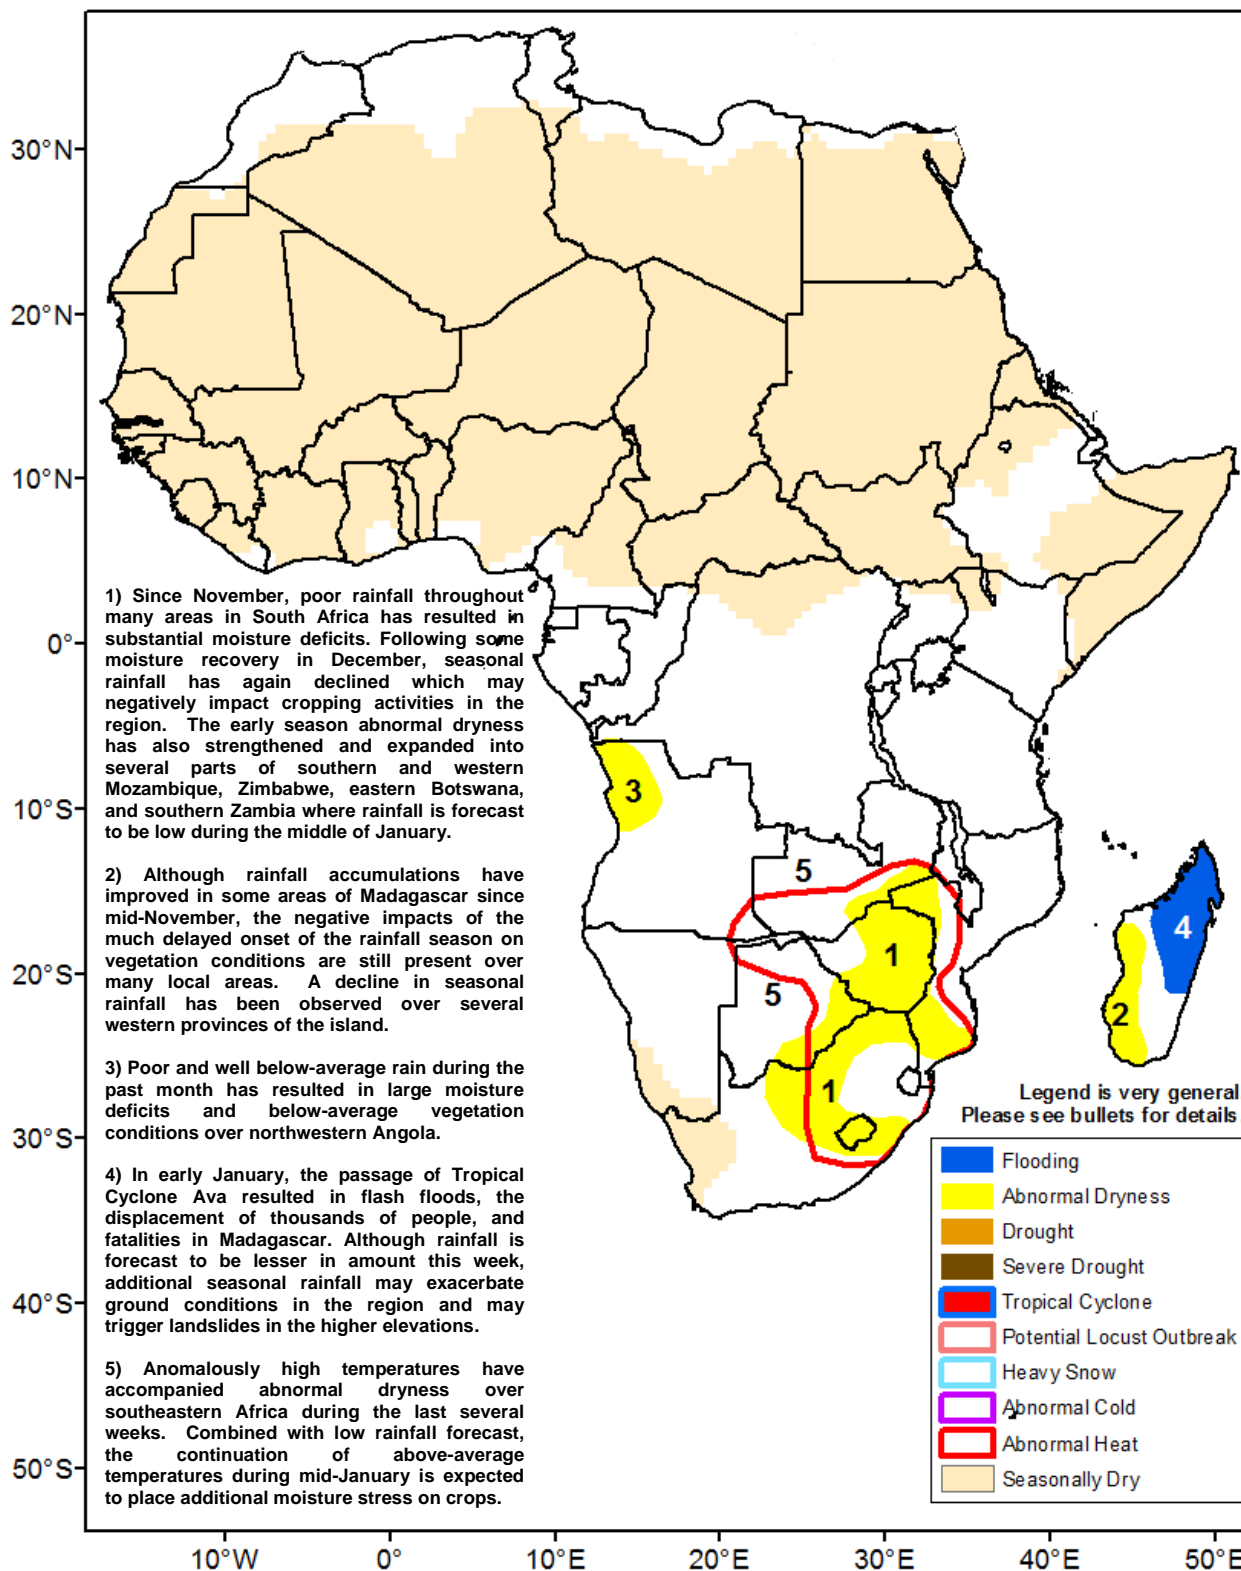 30°N
20°N
10°N
0°
10°S
20°S
30°S
40°S
50°S
1) Since November, poor rainfall throughout
many areas in South Africa has resulted in
substantial moisture deficits. Following some
moisture recovery in December, seasonal
rainfall has again declined which may
negatively impact cropping activities in the
region. The early season abnormal dryness
has also strengthened and expanded into
several parts of southern and western
Mozambique, Zimbabwe, eastern Botswana,
and southern Zambia where rainfall is forecast
to be low during the middle of January.
2) Although rainfall accumulations have
improved in some areas of Madagascar since
mid-November, the negative impacts of the
much delayed onset of the rainfall season on
vegetation conditions are still present over
many local areas. A decline in seasonal
rainfall has been observed over several
western provinces of the island.
3) Poor and well below-average rain during the
past month has resulted in large moisture
deficits and below-average vegetation
conditions over northwestern Angola.
4) In early January, the passage of Tropical
Cyclone Ava resulted in flash floods, the
displacement of thousands of people, and
fatalities in Madagascar. Although rainfall is
forecast to be lesser in amount this week,
additional seasonal rainfall may exacerbate
ground conditions in the region and may
trigger landslides in the higher elevations.
5) Anomalously high temperatures have
accompanied abnormal dryness over
southeastern Africa during the last several
weeks. Combined with low rainfall forecast,
the continuation of above-average
temperatures during mid-January is expected
to place additional moisture stress on crops.
3
5
1
5
1
4
2
Legend is very general.
Please see bullets for details.
Flooding
Abnormal Dryness
Drought
Severe Drought
Tropical Cyclone
Potential Locust Outbreak
Heavy Snow
Abnormal Cold
Abnormal Heat
Seasonally Dry
10°W
0°
10°E
20°E
30°E
40°E
50°E